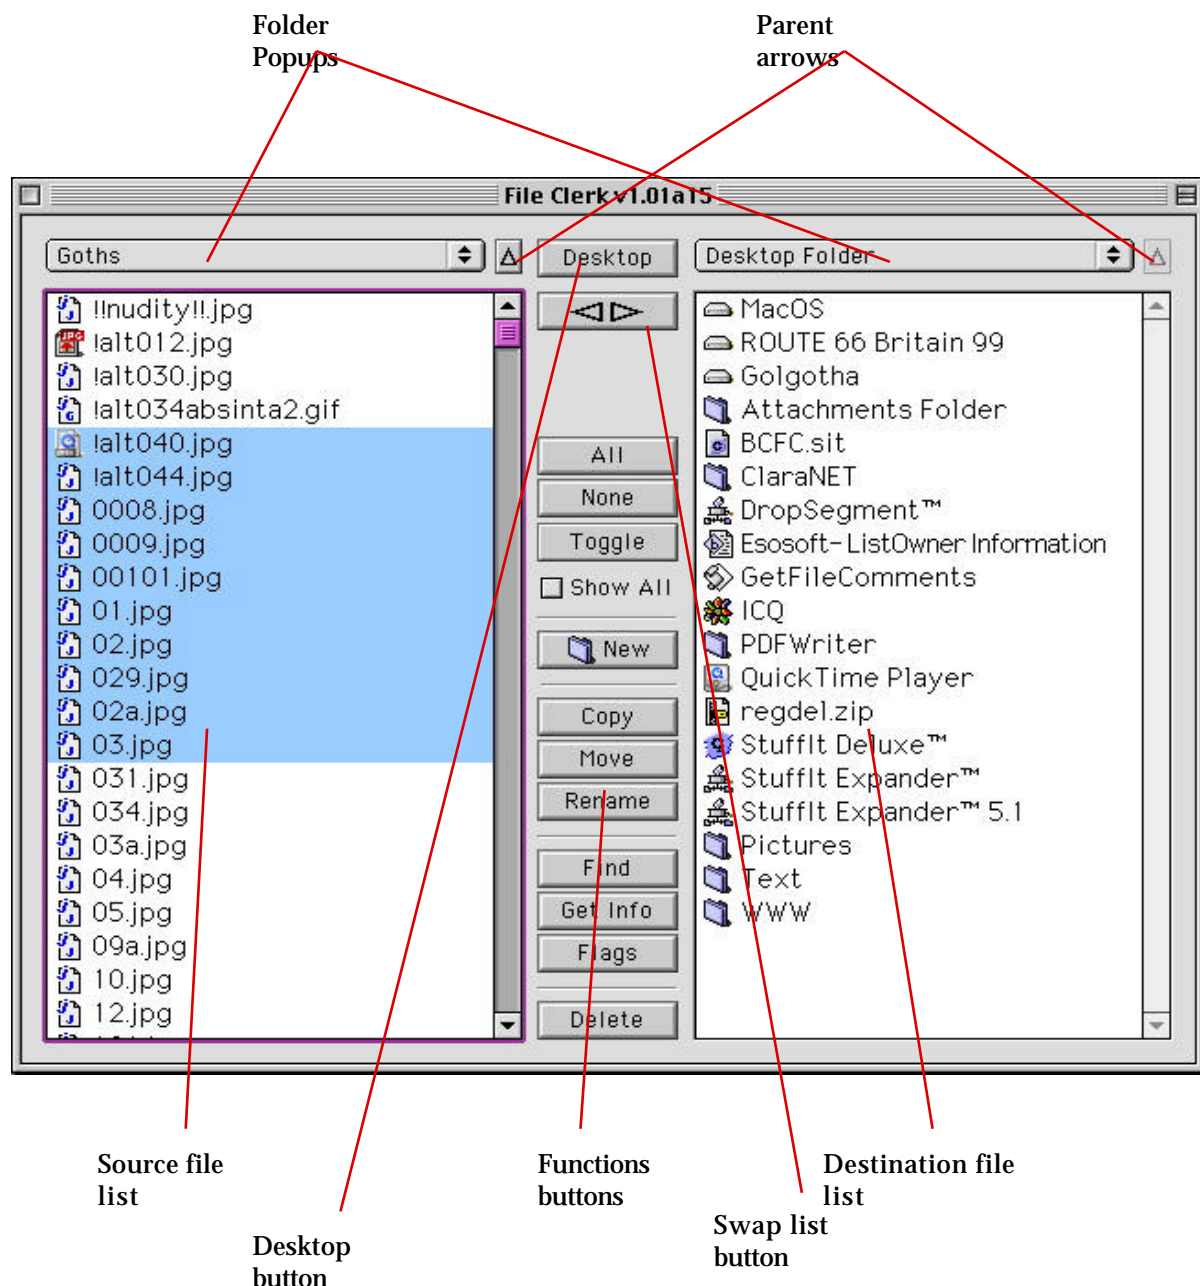 Folder
Popups
Parent
arrows
File Clerk v1.01a15
Goths
Desktop
Desktop Folder
!!nudity!!.jpg
!alt012.jpg
!alt030.jpg
!alt034absinta2.gif
!alt040.jpg
!alt044.jpg
0008.jpg
0009.jpg
00101.jpg
01.jpg
02.jpg
029.jpg
02a.jpg
03.jpg
031.jpg
034.jpg
03a.jpg
04.jpg
05.jpg
09a.jpg
10.jpg
12.jpg
All
None
Toggle
Show All
New
Copy
Move
Rename
Find
Get Info
Flags
Delete
MacOS
ROUTE 66 Britain 99
Golgotha
Attachments Folder
BCFC.sit
ClaraNET
DropSegment™
Esosoft-ListOwner Information
GetFileComments
ICQ
PDFWriter
QuickTime Player
regdel.zip
StuffIt Deluxe™
StuffIt Expander™
StuffIt Expander™ 5.1
Pictures
Text
WWW
Source file
list
Functions
buttons
Destination file
list
Swap list
button
Desktop
button